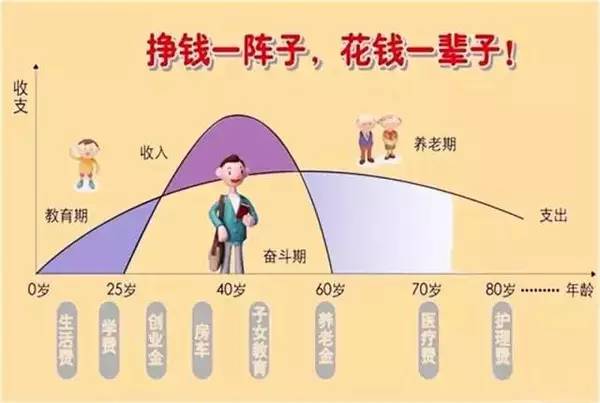 挣钱一阵子，花钱一辈子！
收支
收入
养老期
教育期
支出
奋斗期
0岁
25岁
40岁
60岁
70岁
80岁
………
年龄
生活费
学费
创业金
房车
子女教育
养老金
医疗费
护理费